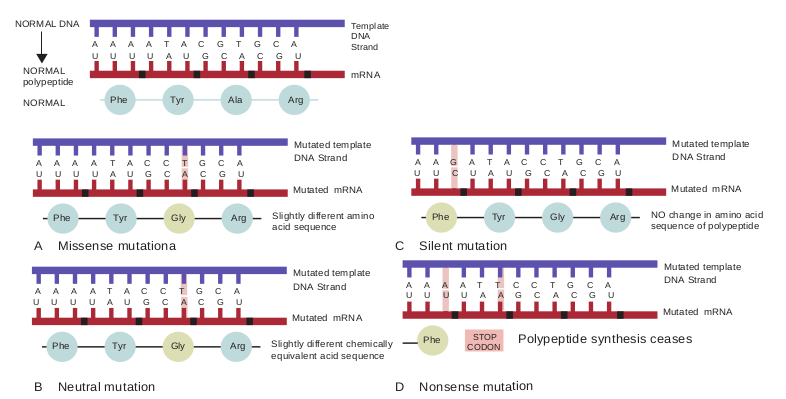 NORMAL DNA
Template
DNA
Strand
A A A A T A C G T G C A
U U U U A U G C A C G U
NORMAL
polypeptide
mRNA
NORMAL
Phe Tyr Ala Arg
Mutated template
DNA Strand
A A A A T A C C T G C A
U U U U A U G C A C G U
Mutated mRNA
Phe Tyr Gly Arg
Slightly different amino
acid sequence
A Missense mutationa
Mutated template
DNA Strand
A A G A T A C C T G C A
U U C U A U G C A C G U
Mutated mRNA
Phe Tyr Gly Arg
NO change in amino acid
sequence of polypeptide
C Silent mutation
Mutated template
DNA Strand
A A A A T A C C T G C A
U U U U A U G C A C G U
Mutated mRNA
Phe Tyr Gly Arg
Slightly different chemically
equivalent acid sequence
B Neutral mutation
Mutated template
DNA Strand
A A A A T T C C T G C A
U U U U A A G C A C G U
Mutated mRNA
Phe
STOP
CODON
Polypeptide synthesis ceases
D Nonsense mutation